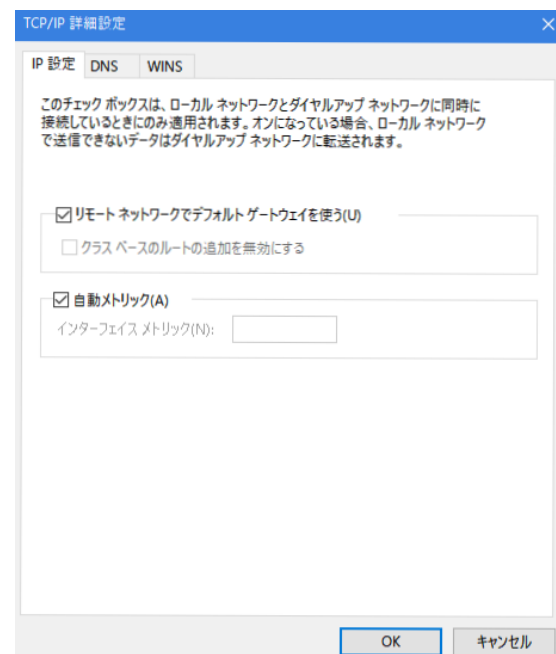 TCP/IP 詳細設定
IP 設定 DNS WINS
このチェック ボックスは、ローカル ネットワークとダイヤルアップ ネットワークに同時に
接続しているときにのみ適用されます。オンになっている場合、ローカル ネットワーク
で送信できないデータはダイヤルアップ ネットワークに転送されます。
リモート ネットワークでデフォルト ゲートウェイを使う(U)
クラス ベースのルートの追加を無効にする
自動メトリック(A)
インターフェイス メトリック(N):
OK キャンセル